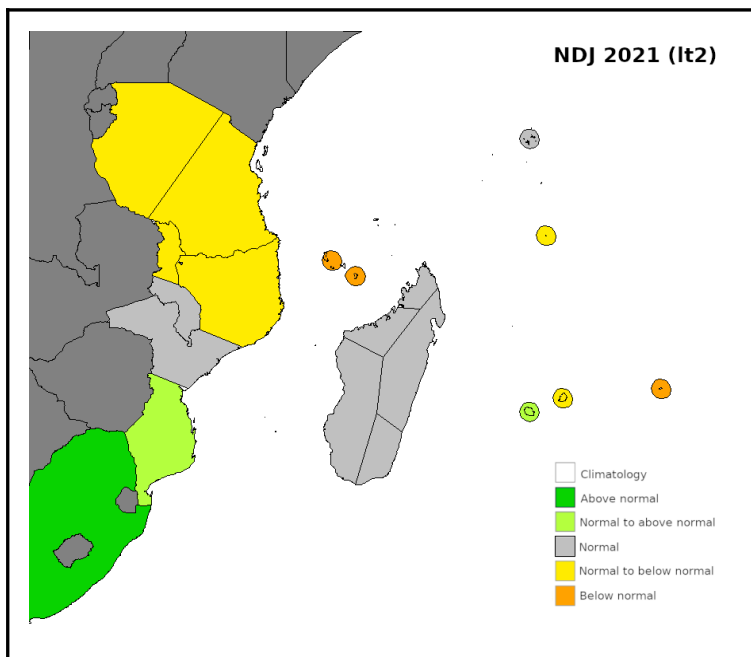 NDJ 2021 (lt2)
Climatology
Above normal
Normal to above normal
Normal
Normal to below normal
Below normal